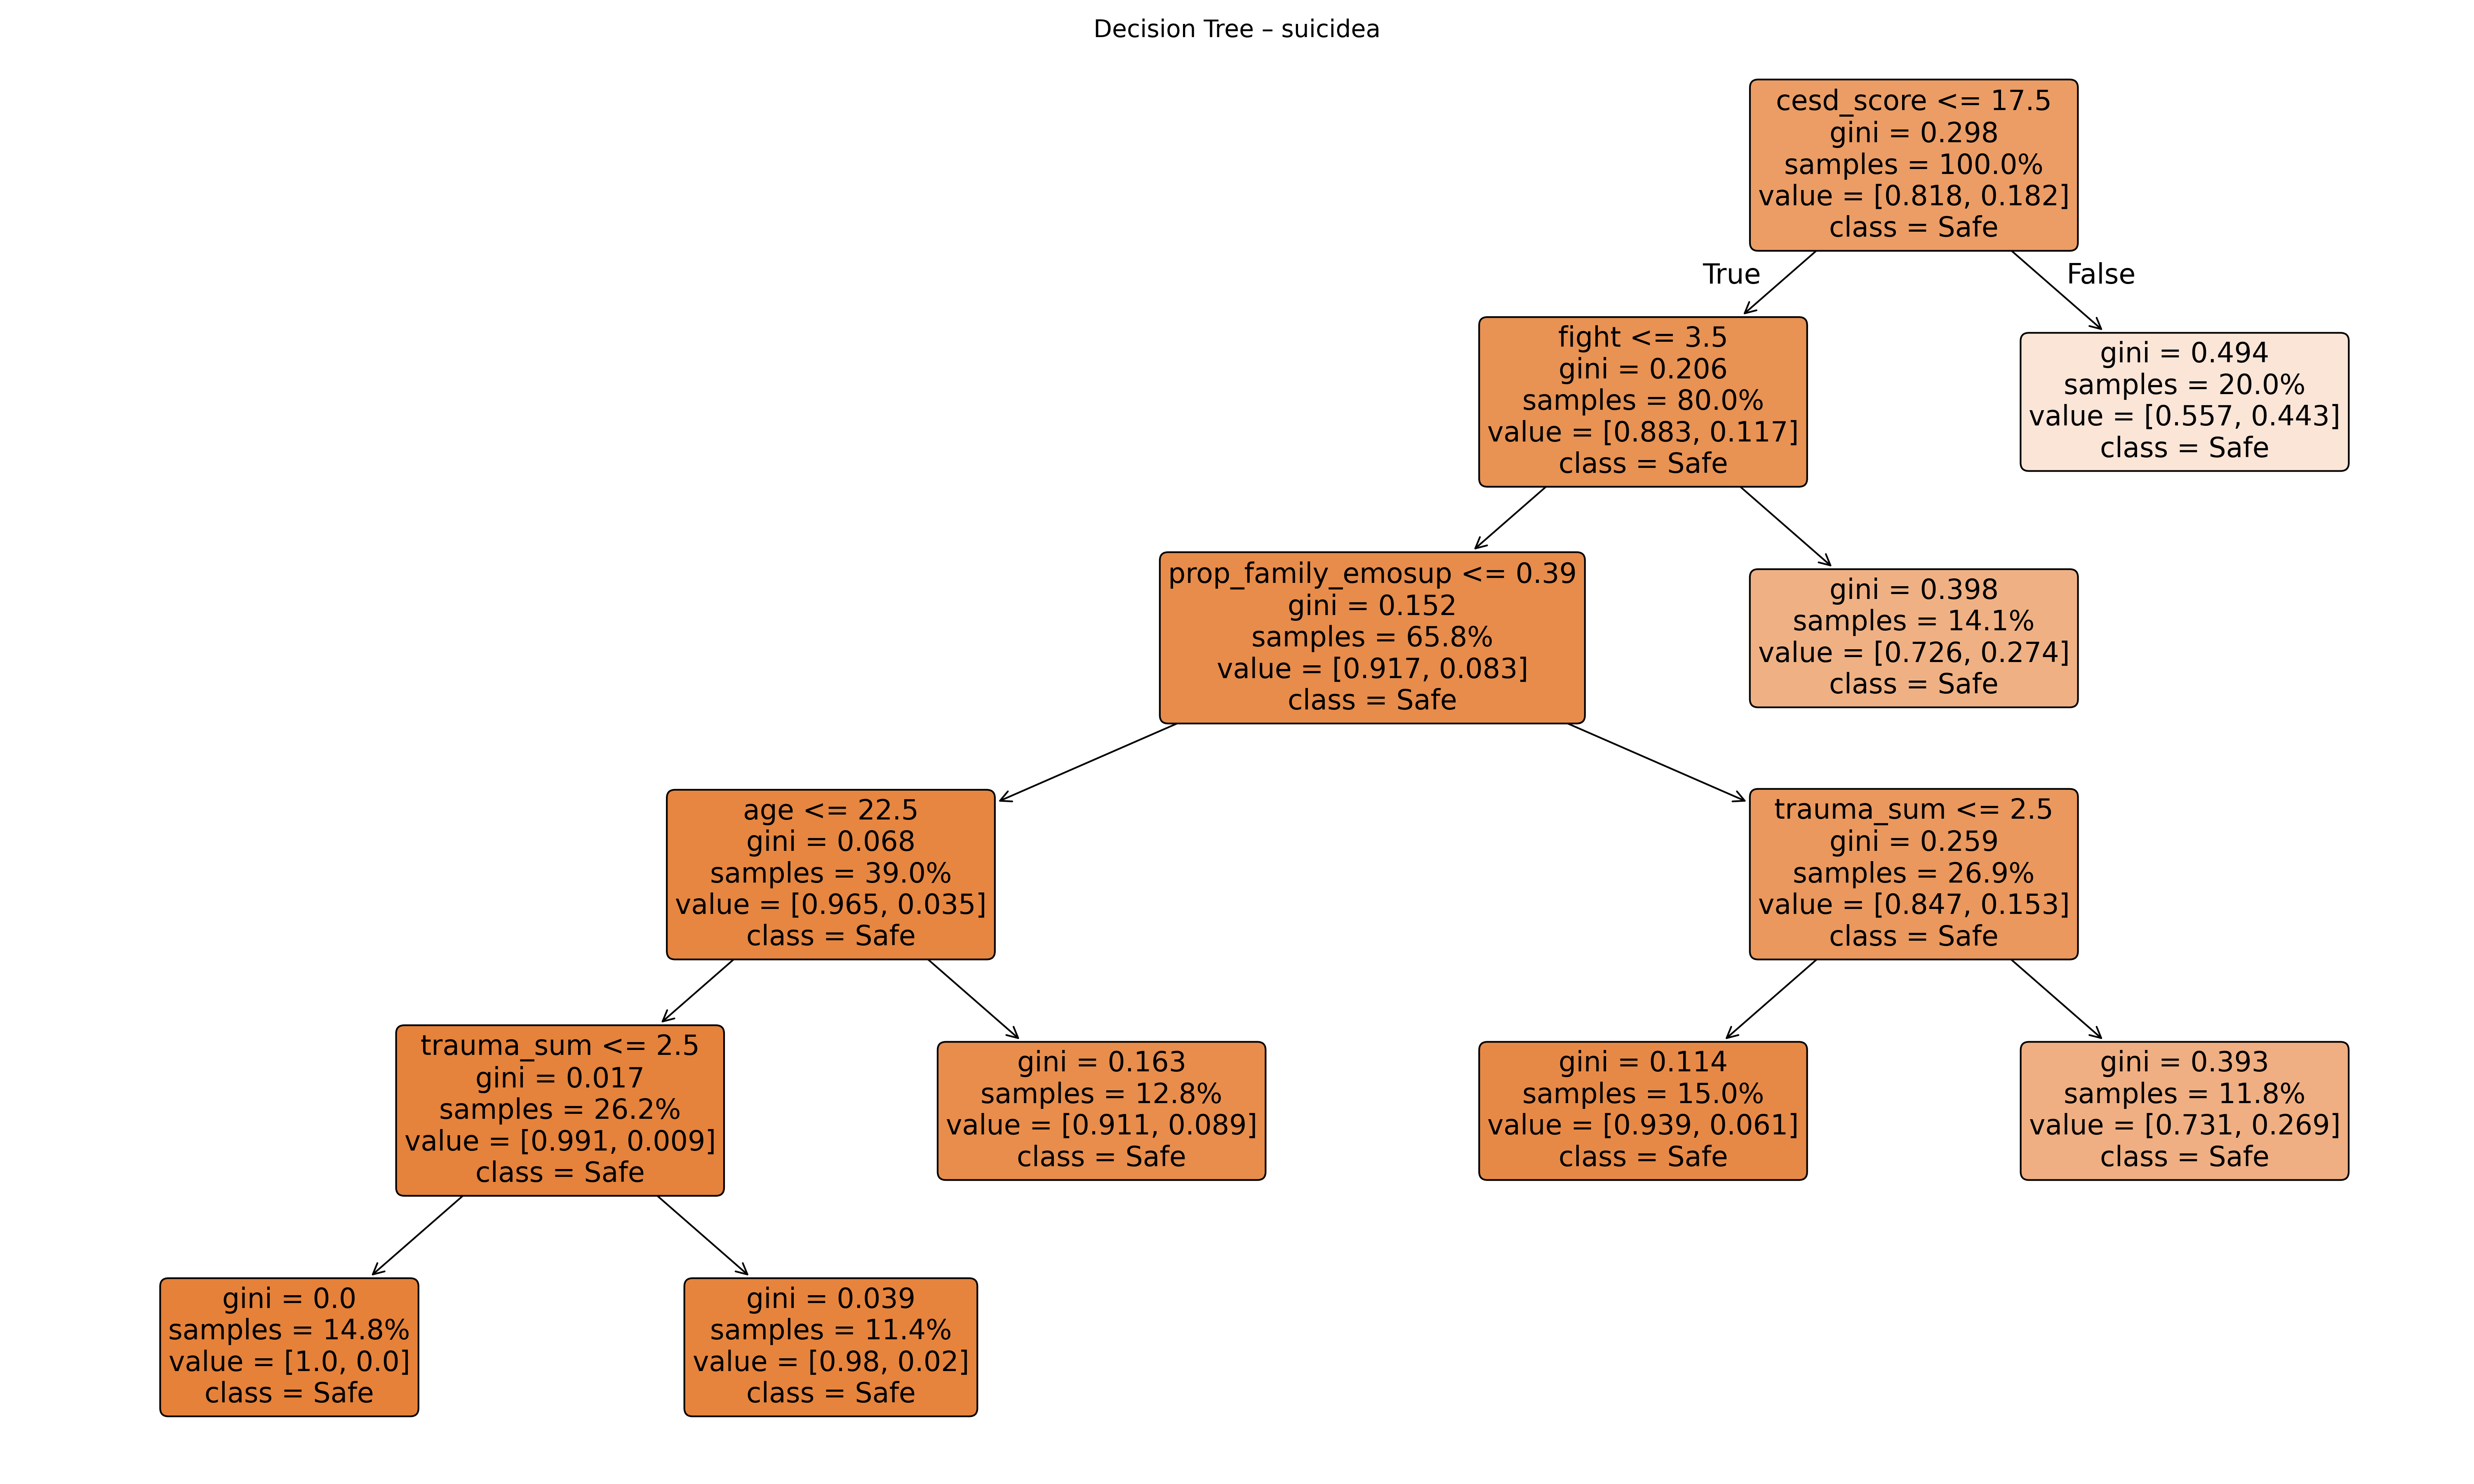 Decision Tree – suicidea
cesd_score <= 17.5
gini = 0.298
samples = 100.0%
value = [0.818, 0.182]
class = Safe
True
False
fight <= 3.5
gini = 0.206
samples = 80.0%
value = [0.883, 0.117]
class = Safe
gini = 0.494
samples = 20.0%
value = [0.557, 0.443]
class = Safe
prop_family_emosup <= 0.39
gini = 0.152
samples = 65.8%
value = [0.917, 0.083]
class = Safe
gini = 0.398
samples = 14.1%
value = [0.726, 0.274]
class = Safe
age <= 22.5
gini = 0.068
samples = 39.0%
value = [0.965, 0.035]
class = Safe
trauma_sum <= 2.5
gini = 0.259
samples = 26.9%
value = [0.847, 0.153]
class = Safe
trauma_sum <= 2.5
gini = 0.017
samples = 26.2%
value = [0.991, 0.009]
class = Safe
gini = 0.163
samples = 12.8%
value = [0.911, 0.089]
class = Safe
gini = 0.114
samples = 15.0%
value = [0.939, 0.061]
class = Safe
gini = 0.393
samples = 11.8%
value = [0.731, 0.269]
class = Safe
gini = 0.0
samples = 14.8%
value = [1.0, 0.0]
class = Safe
gini = 0.039
samples = 11.4%
value = [0.98, 0.02]
class = Safe